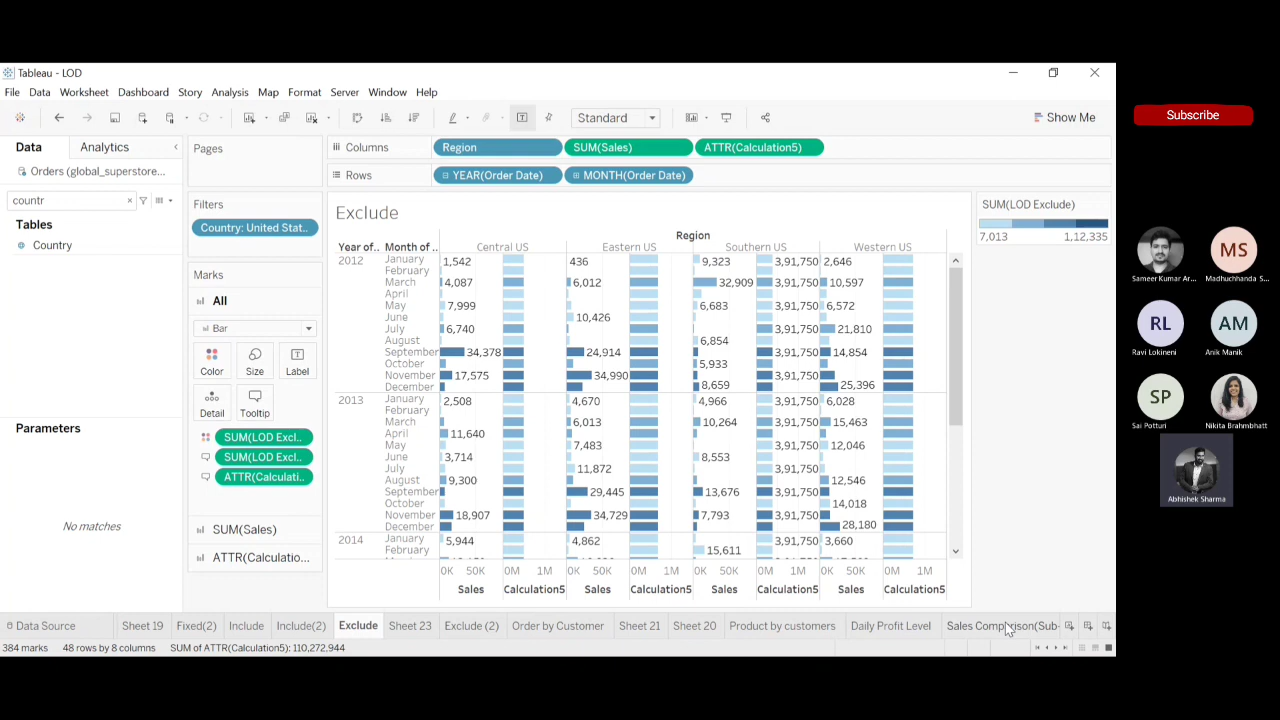 Tableau - LOD
File Data Worksheet Dashboard Story Analysis Map Format Server Window Help
Standard
Show Me
Data Analytics
Orders (global_superstore...
countr
Tables
Country
Parameters
No matches
Pages
Filters
Country: United Stat..
Marks
All
Bar
Color Size Label
Detail Tooltip
SUM(LOD Excl..
SUM(LOD Excl..
ATTR(Calculati..
SUM(Sales)
ATTR(Calculatio...
Columns Region SUM(Sales) ATTR(Calculation5)
Rows YEAR(Order Date) MONTH(Order Date)
Exclude
Region
Year of.. Month of .. Central US Eastern US Southern US Western US
2012 January 1,542 436 9,323 3,91,750 2,646
February
March 4,087 6,012 32,909 3,91,750 10,597
April
May 7,999 6,683 3,91,750 6,572
June 10,426
July 6,740 3,91,750 21,810
August 6,854
September 34,378 24,914 3,91,750 14,854
October 5,933
November 17,575 34,990 3,91,750
December 8,659 25,396
2013 January 2,508 4,670 4,966 3,91,750 6,028
February
March 6,013 10,264 3,91,750 15,463
April 11,640
May 7,483 3,91,750 12,046
June 3,714 8,553
July 11,872 3,91,750
August 9,300 12,546
September 29,445 13,676 3,91,750
October 14,018
November 18,907 34,729 7,793 3,91,750
December 28,180
2014 January 5,944 4,862 3,91,750 3,660
February 15,611
0K 50K 0M 1M 0K 50K 0M 1M 0K 50K 0M 1M 0K 50K 0M 1M
Sales Calculation5 Sales Calculation5 Sales Calculation5 Sales Calculation5
SUM(LOD Exclude)
7,013 1,12,335
Data Source Sheet 19 Fixed(2) Include Include(2) Exclude Sheet 23 Exclude (2) Order by Customer Sheet 21 Sheet 20 Product by customers Daily Profit Level Sales Comparison(Sub-
384 marks 48 rows by 8 columns SUM of ATTR(Calculation5): 110,272,944
Subscribe
MS
Sameer Kumar Ar... Madhuchhanda S...
RL AM
Ravi Lokineni Anik Manik
SP
Sai Potturi Nikita Brahmbhatt
Abhishek Sharma